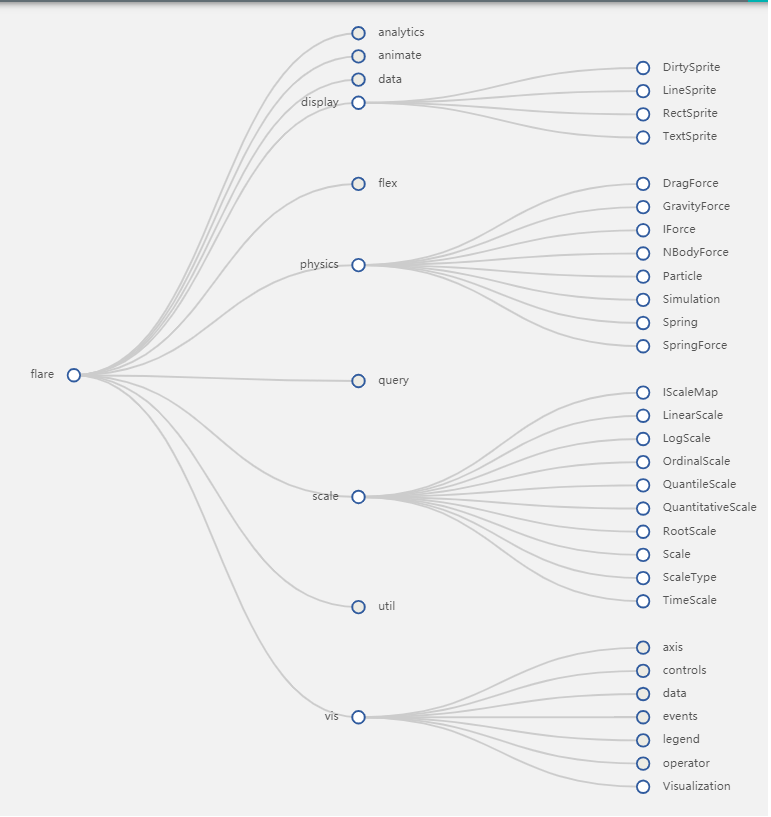 flare
analytics
animate
data
display
DirtySprite
LineSprite
RectSprite
TextSprite
flex
physics
DragForce
GravityForce
IForce
NBodyForce
Particle
Simulation
Spring
SpringForce
query
scale
IScaleMap
LinearScale
LogScale
OrdinalScale
QuantileScale
QuantitativeScale
RootScale
Scale
ScaleType
TimeScale
util
vis
axis
controls
data
events
legend
operator
Visualization